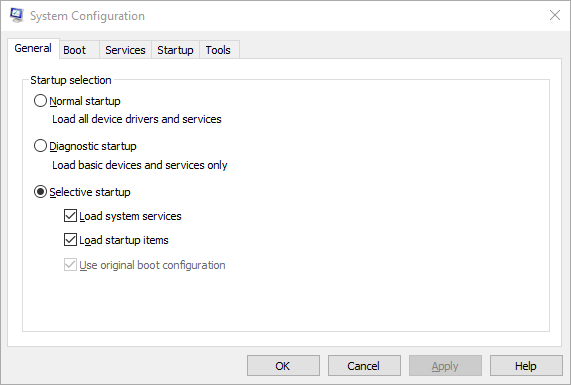 System Configuration
General Boot Services Startup Tools
Startup selection
Normal startup
Load all device drivers and services
Diagnostic startup
Load basic devices and services only
Selective startup
Load system services
Load startup items
Use original boot configuration
OK Cancel Apply Help